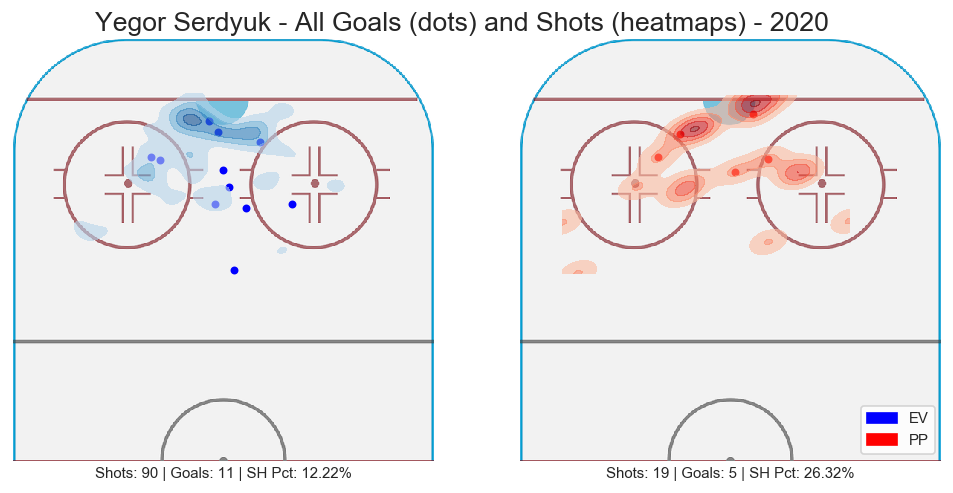 Yegor Serdyuk - All Goals (dots) and Shots (heatmaps) - 2020
EV
PP
Shots: 90 | Goals: 11 | SH Pct: 12.22%
Shots: 19 | Goals: 5 | SH Pct: 26.32%